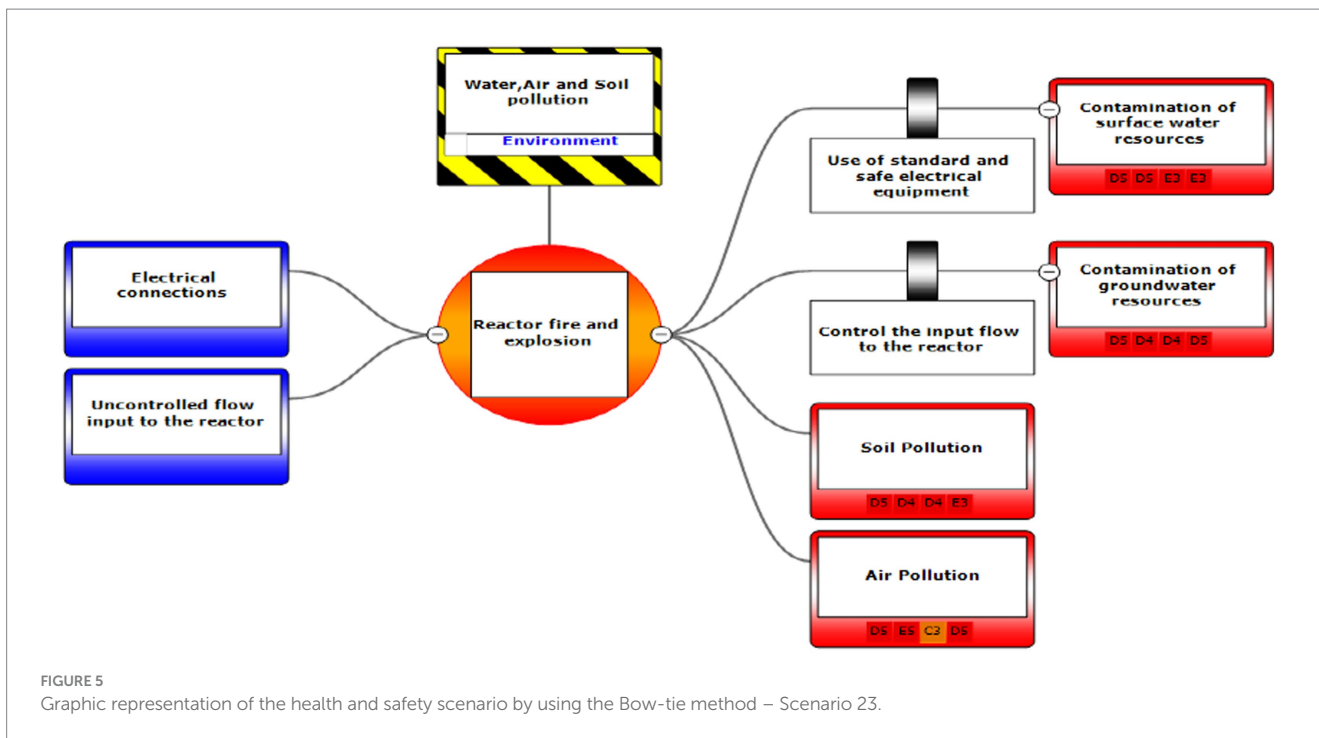 Water,Air and Soil
pollution
Environment
Electrical
connections
Uncontrolled flow
input to the reactor
Reactor fire and
explosion
Use of standard and
safe electrical
equipment
Contamination of
surface water
resources
D5 D5 E3 E3
Control the input flow
to the reactor
Contamination of
groundwater
resources
D5 D4 D4 D5
Soil Pollution
D5 D4 D4 E3
Air Pollution
D5 E5 C3 D5
FIGURE 5
Graphic representation of the health and safety scenario by using the Bow-tie method – Scenario 23.